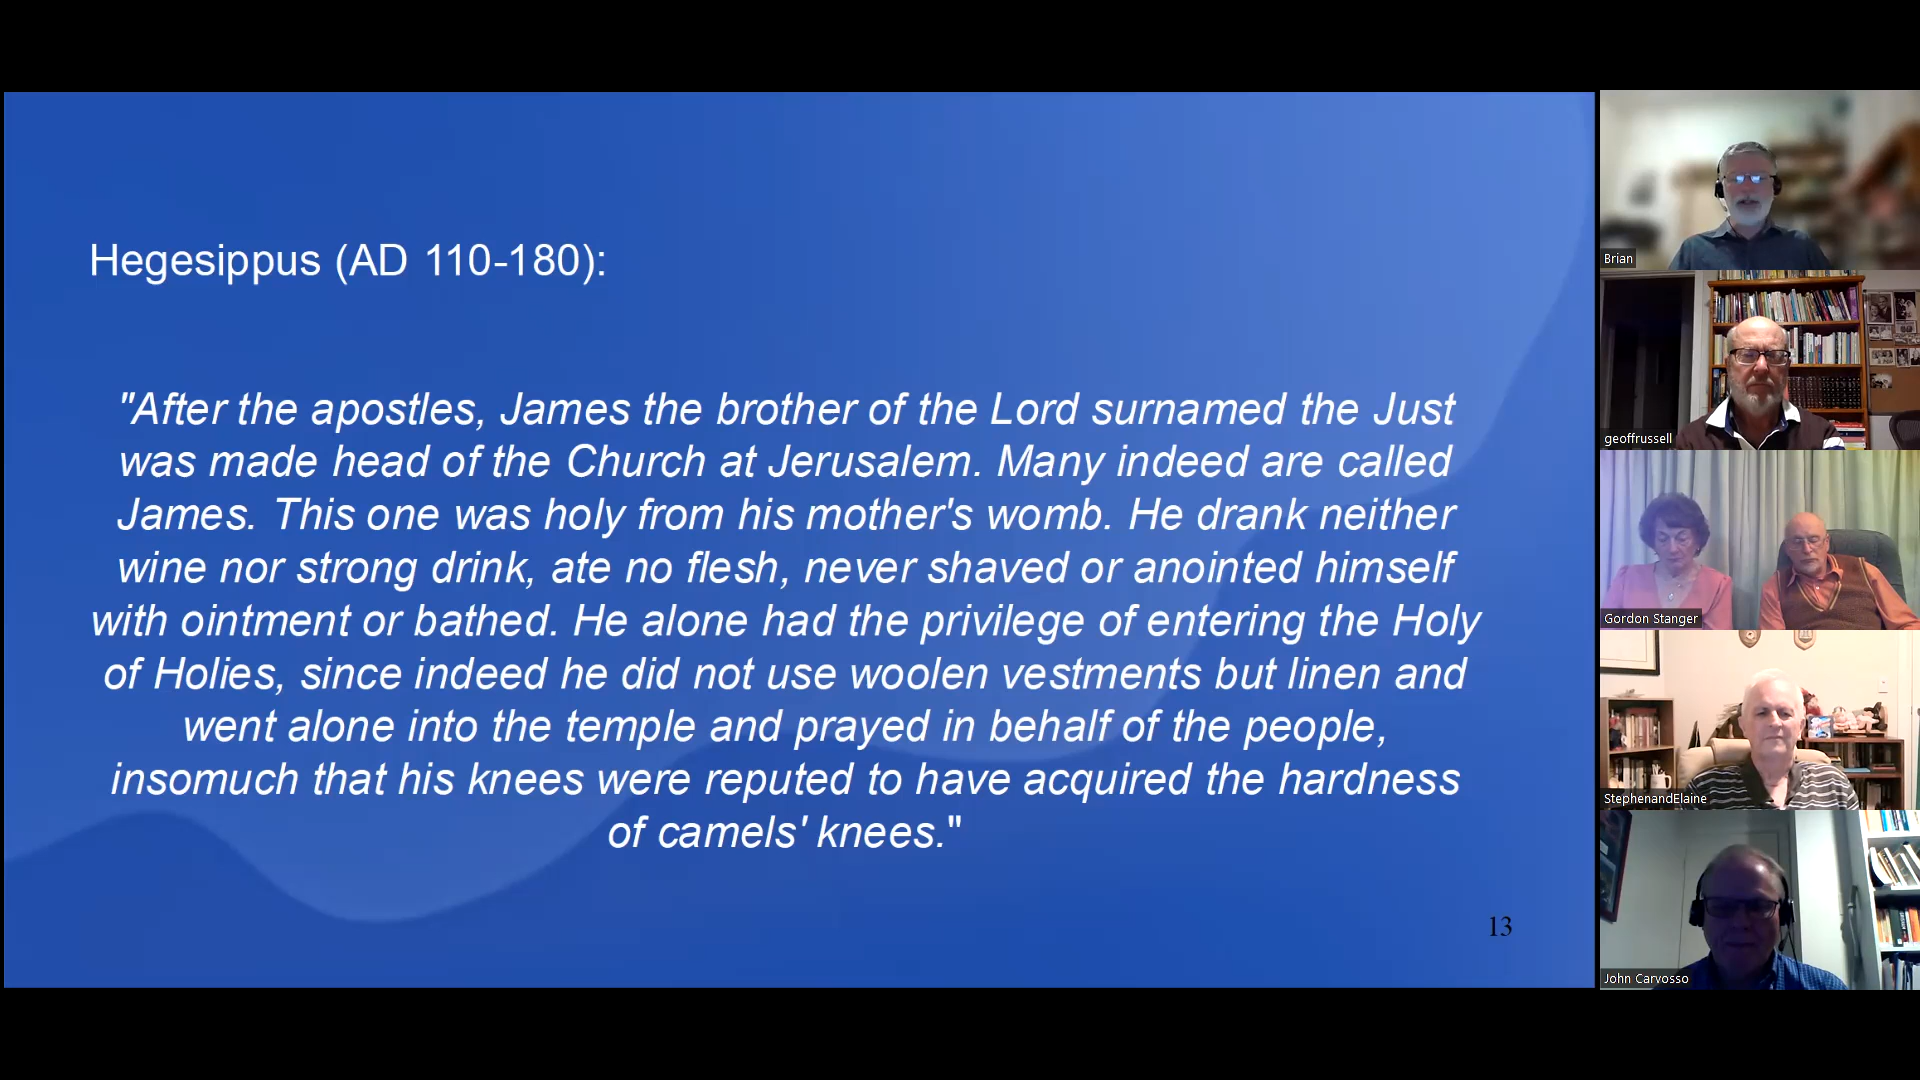 Hegesippus (AD 110-180):
"After the apostles, James the brother of the Lord surnamed the Just
was made head of the Church at Jerusalem. Many indeed are called
James. This one was holy from his mother's womb. He drank neither
wine nor strong drink, ate no flesh, never shaved or anointed himself
with ointment or bathed. He alone had the privilege of entering the Holy
of Holies, since indeed he did not use woolen vestments but linen and
went alone into the temple and prayed in behalf of the people,
insomuch that his knees were reputed to have acquired the hardness
of camels' knees."
13
Brian
geoffrussell
Gordon Stanger
StephenandElaine
John Carvosso